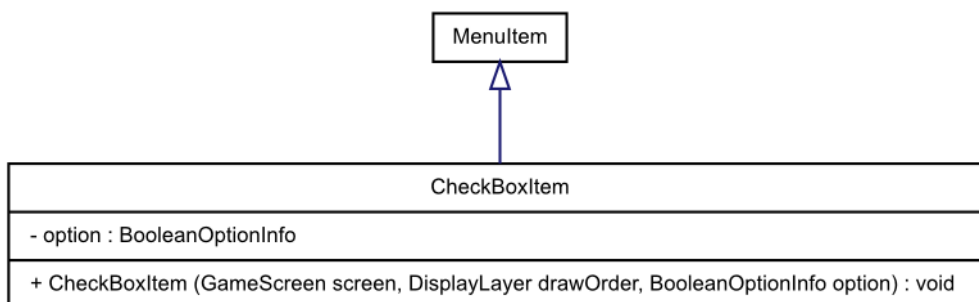 MenuItem
CheckBoxItem
- option : BooleanOptionInfo
+ CheckBoxItem (GameScreen screen, DisplayLayer drawOrder, BooleanOptionInfo option) : void